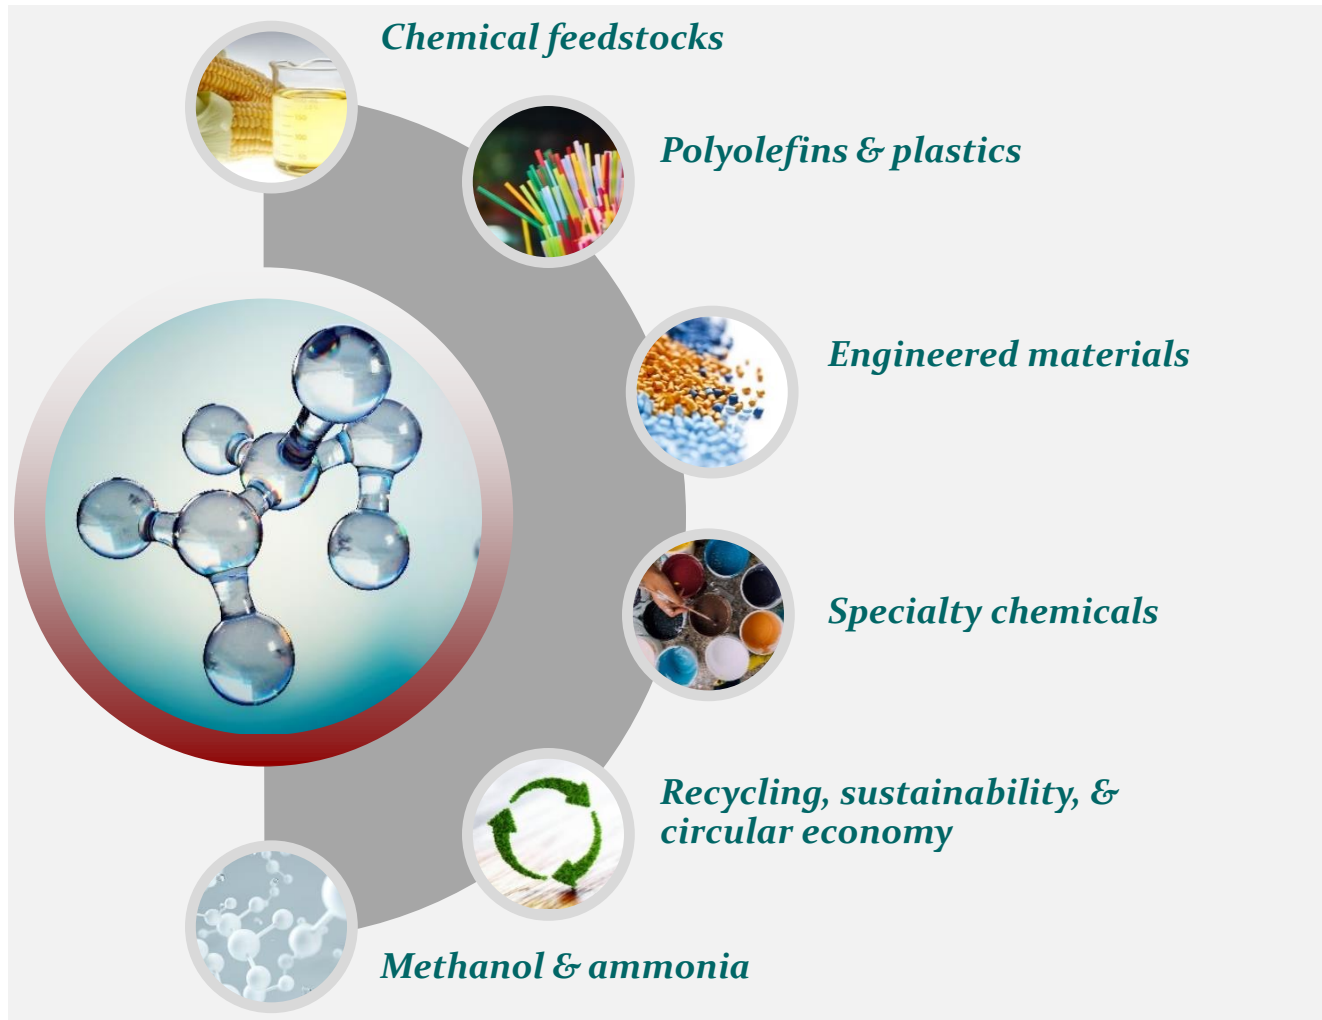 Chemical feedstocks
Polyolefins & plastics
Engineered materials
Specialty chemicals
Recycling, sustainability, &
circular economy
Methanol & ammonia